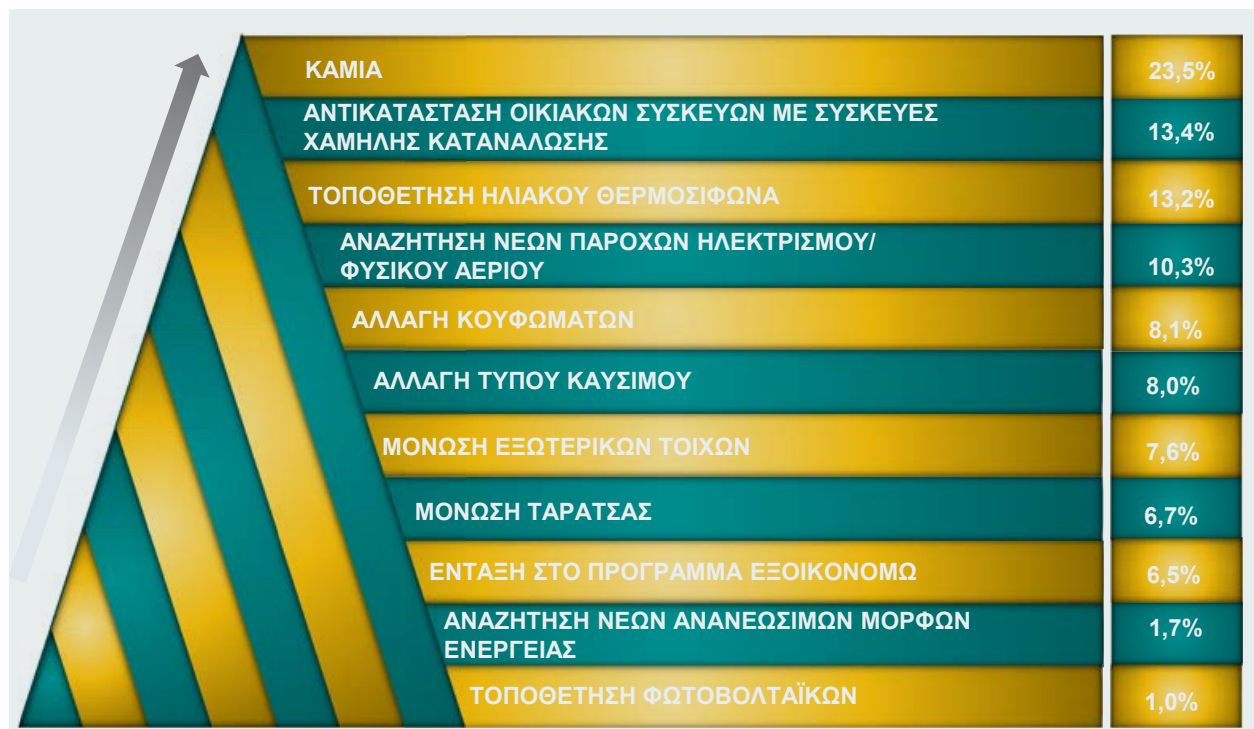 ΚΑΜΙΑ 23,5%
ΑΝΤΙΚΑΤΑΣΤΑΣΗ ΟΙΚΙΑΚΩΝ ΣΥΣΚΕΥΩΝ ΜΕ ΣΥΣΚΕΥΕΣ
ΧΑΜΗΛΗΣ ΚΑΤΑΝΑΛΩΣΗΣ 13,4%
ΤΟΠΟΘΕΤΗΣΗ ΗΛΙΑΚΟΥ ΘΕΡΜΟΣΙΦΩΝΑ 13,2%
ΑΝΑΖΗΤΗΣΗ ΝΕΩΝ ΠΑΡΟΧΩΝ ΗΛΕΚΤΡΙΣΜΟΥ/
ΦΥΣΙΚΟΥ ΑΕΡΙΟΥ 10,3%
ΑΛΛΑΓΗ ΚΟΥΦΩΜΑΤΩΝ 8,1%
ΑΛΛΑΓΗ ΤΥΠΟΥ ΚΑΥΣΙΜΟΥ 8,0%
ΜΟΝΩΣΗ ΕΞΩΤΕΡΙΚΩΝ ΤΟΙΧΩΝ 7,6%
ΜΟΝΩΣΗ ΤΑΡΑΤΣΑΣ 6,7%
ΕΝΤΑΞΗ ΣΤΟ ΠΡΟΓΡΑΜΜΑ ΕΞΟΙΚΟΝΟΜΩ 6,5%
ΑΝΑΖΗΤΗΣΗ ΝΕΩΝ ΑΝΑΝΕΩΣΙΜΩΝ ΜΟΡΦΩΝ
ΕΝΕΡΓΕΙΑΣ 1,7%
ΤΟΠΟΘΕΤΗΣΗ ΦΩΤΟΒΟΛΤΑΪΚΩΝ 1,0%